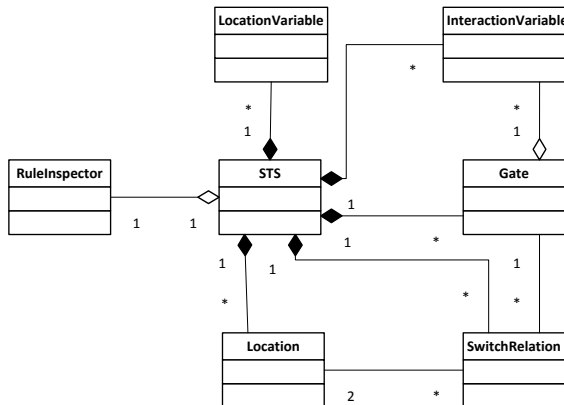 LocationVariable
InteractionVariable
*
*
*
1
1
RuleInspector
STS
Gate
1
1
1
1
*
1
1
1
*
*
*
Location
SwitchRelation
2
*